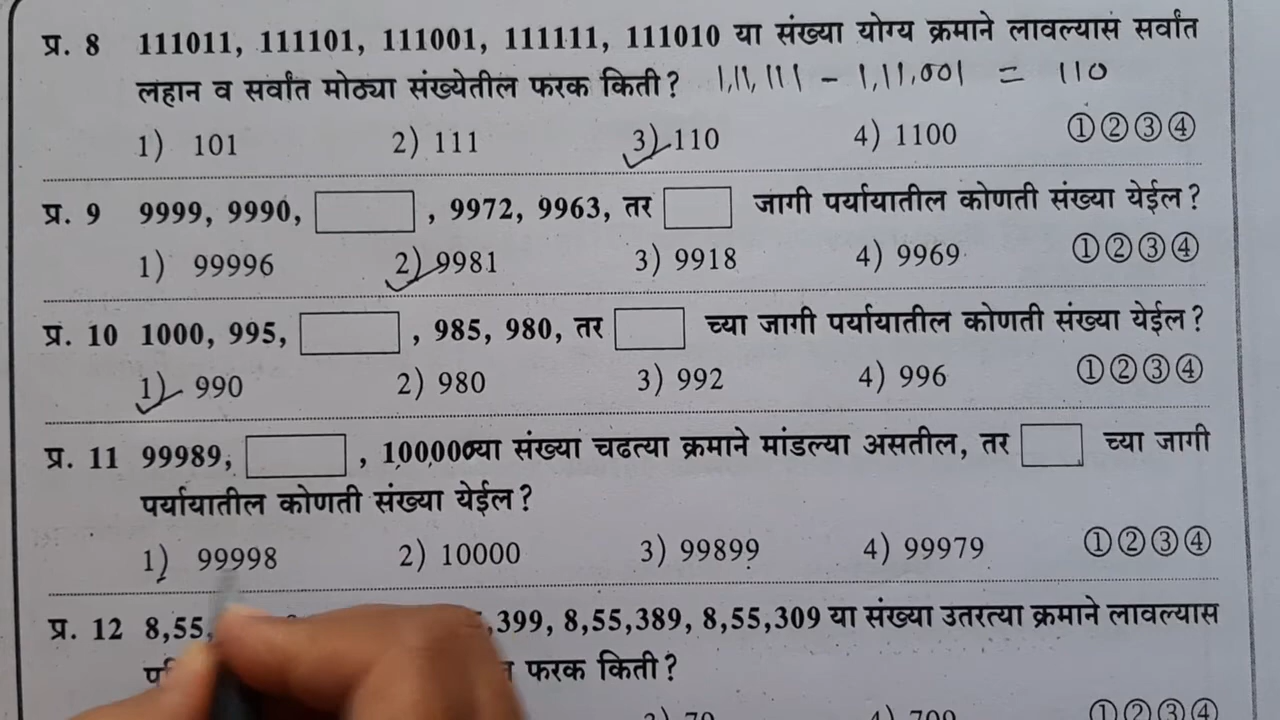 प्र. 8 111011, 111101, 111001, 111111, 111010 या संख्या योग्य क्रमाने लावल्यास सर्वांत
लहान व सर्वांत मोठ्या संख्येतील फरक किती? 1,11,111 - 1,11,001 = 110
1) 101 2) 111 3) 110 4) 1100 ①②③④
प्र. 9 9999, 9990, , 9972, 9963, तर जागी पर्यायातील कोणती संख्या येईल?
1) 99996 2) 9981 3) 9918 4) 9969 ①②③④
प्र. 10 1000, 995, , 985, 980, तर च्या जागी पर्यायातील कोणती संख्या येईल?
1) 990 2) 980 3) 992 4) 996 ①②③④
प्र. 11 99989, , 100000या संख्या चढत्या क्रमाने मांडल्या असतील, तर च्या जागी
पर्यायातील कोणती संख्या येईल?
1) 99998 2) 10000 3) 99899 4) 99979 ①②③④
प्र. 12 8,55, ,399, 8,55,389, 8,55,309 या संख्या उतरत्या क्रमाने लावल्यास
फरक किती?
3) 70 4) 700 ①②③④